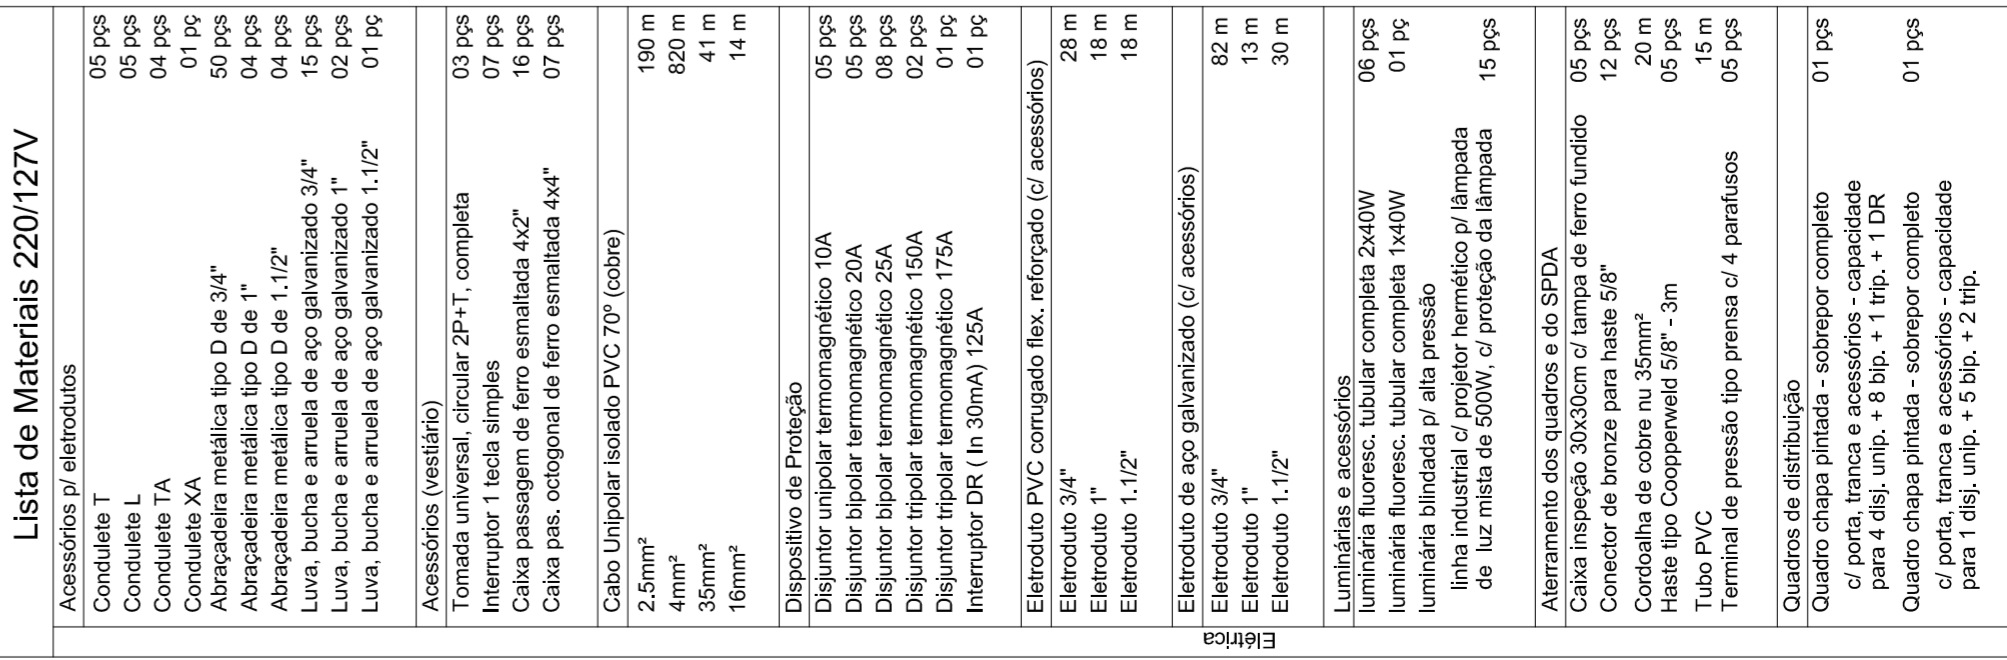 Lista de Materiais 220/127V
Elétrica
Acessórios p/ eletrodutos
Condulete T 05 pçs
Condulete L 05 pçs
Condulete TA 04 pçs
Condulete XA 01 pç
Abraçadeira metálica tipo D de 3/4" 50 pçs
Abraçadeira metálica tipo D de 1" 04 pçs
Abraçadeira metálica tipo D de 1.1/2" 04 pçs
Luva, bucha e arruela de aço galvanizado 3/4" 15 pçs
Luva, bucha e arruela de aço galvanizado 1" 02 pçs
Luva, bucha e arruela de aço galvanizado 1.1/2" 01 pç
Acessórios (vestiário)
Tomada universal, circular 2P+T, completa 03 pçs
Interruptor 1 tecla simples 07 pçs
Caixa passagem de ferro esmaltada 4x2" 16 pçs
Caixa pas. octogonal de ferro esmaltada 4x4" 07 pçs
Cabo Unipolar isolado PVC 70º (cobre)
2.5mm² 190 m
4mm² 820 m
35mm² 41 m
16mm² 14 m
Dispositivo de Proteção
Disjuntor unipolar termomagnético 10A 05 pçs
Disjuntor bipolar termomagnético 20A 05 pçs
Disjuntor bipolar termomagnético 25A 08 pçs
Disjuntor tripolar termomagnético 150A 02 pçs
Disjuntor tripolar termomagnético 175A 01 pç
Interruptor DR ( In 30mA) 125A 01 pç
Eletroduto PVC corrugado flex. reforçado (c/ acessórios)
Eletroduto 3/4" 28 m
Eletroduto 1" 18 m
Eletroduto 1.1/2" 18 m
Eletroduto de aço galvanizado (c/ acessórios)
Eletroduto 3/4" 82 m
Eletroduto 1" 13 m
Eletroduto 1.1/2" 30 m
Luminárias e acessórios
luminária fluoresc. tubular completa 2x40W 06 pçs
luminária fluoresc. tubular completa 1x40W 01 pç
luminária blindada p/ alta pressão
linha industrial c/ projetor hermético p/ lâmpada
de luz mista de 500W, c/ proteção da lâmpada 15 pçs
Aterramento dos quadros e do SPDA
Caixa inspeção 30x30cm c/ tampa de ferro fundido 05 pçs
Conector de bronze para haste 5/8" 12 pçs
Cordoalha de cobre nu 35mm² 20 m
Haste tipo Coopperweld 5/8" - 3m 05 pçs
Tubo PVC 15 m
Terminal de pressão tipo prensa c/ 4 parafusos 05 pçs
Quadros de distribuição
Quadro chapa pintada - sobrepor completo 01 pçs
c/ porta, tranca e acessórios - capacidade
para 4 disj. unip. + 8 bip. + 1 trip. + 1 DR
Quadro chapa pintada - sobrepor completo 01 pçs
c/ porta, tranca e acessórios - capacidade
para 1 disj. unip. + 5 bip. + 2 trip.